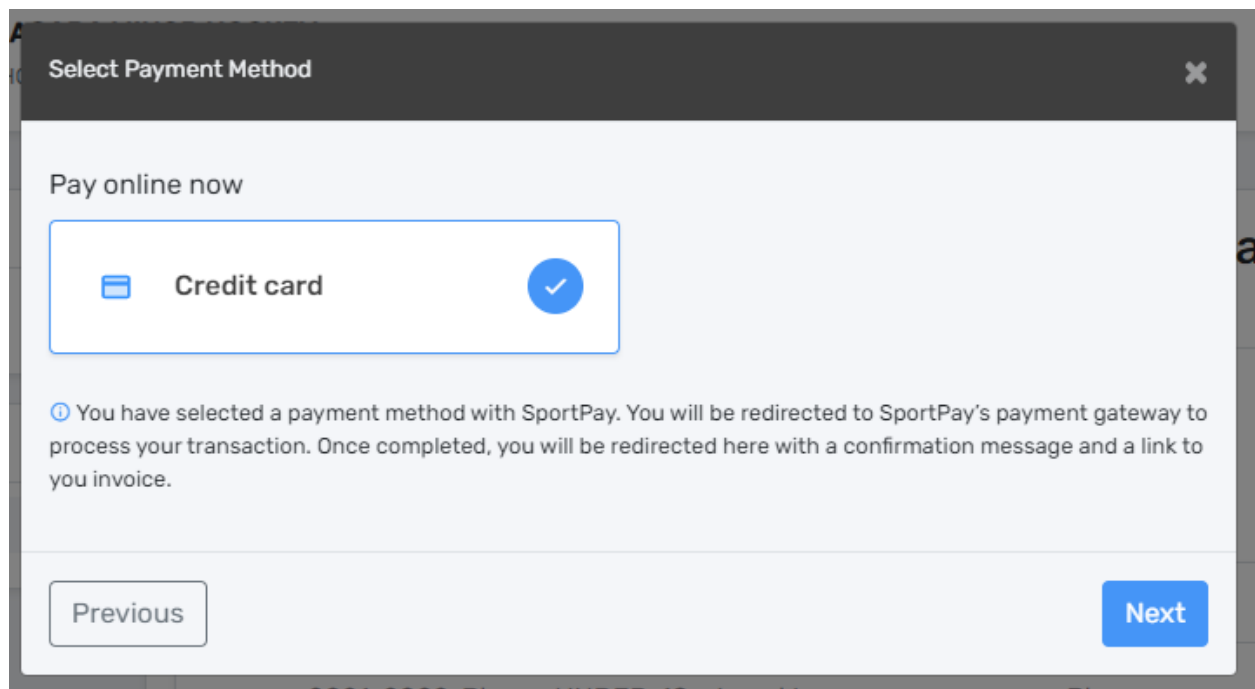 Select Payment Method
Pay online now
Credit card
You have selected a payment method with SportPay. You will be redirected to SportPay’s payment gateway to
process your transaction. Once completed, you will be redirected here with a confirmation message and a link to
you invoice.
Previous
Next